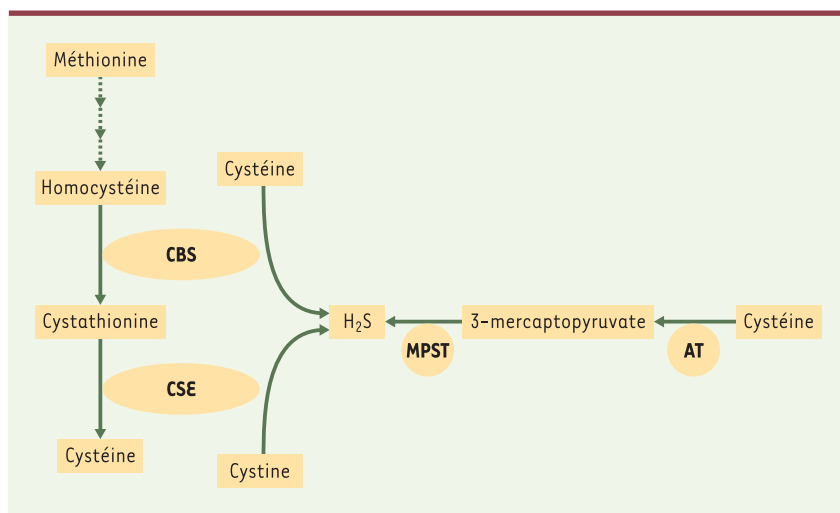 Méthionine
Cystéine
Homocystéine
CBS
Cystathionine
H₂S
3-mercaptopyruvate
Cystéine
MPST
AT
CSE
Cystéine
Cystine